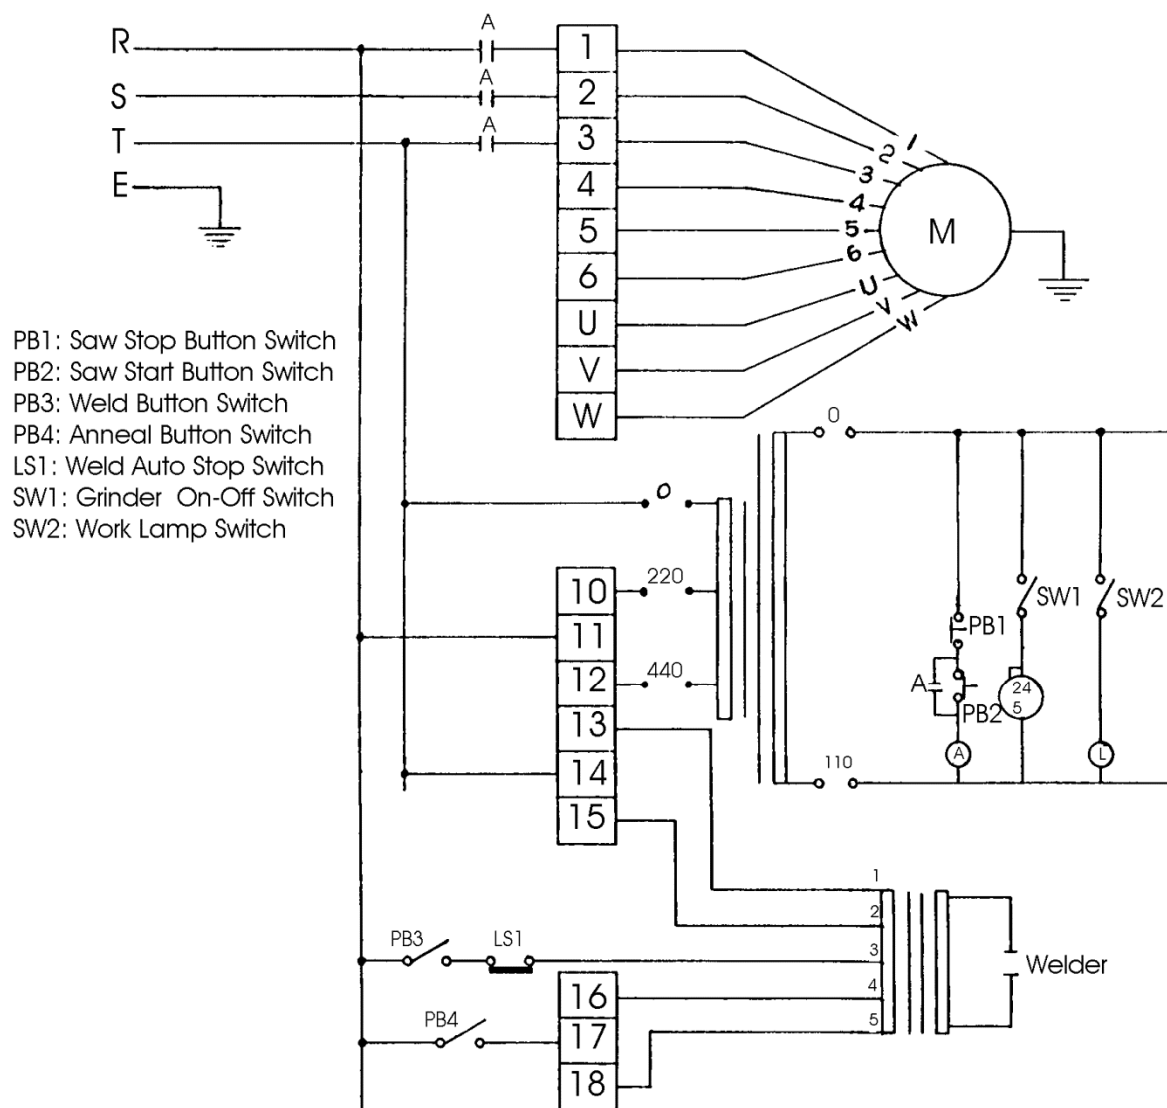 R
A
1
S
A
2
T
A
3
E
4
5
6
U
V
W
1
2
3
4
5
6
U
V
W
M
PB1: Saw Stop Button Switch
PB2: Saw Start Button Switch
PB3: Weld Button Switch
PB4: Anneal Button Switch
LS1: Weld Auto Stop Switch
SW1: Grinder On-Off Switch
SW2: Work Lamp Switch
0
0
220
440
10
11
12
13
14
15
PB1
A
PB2
A
SW1
24
5
SW2
L
110
1
2
3
4
5
PB3
LS1
Welder
PB4
16
17
18